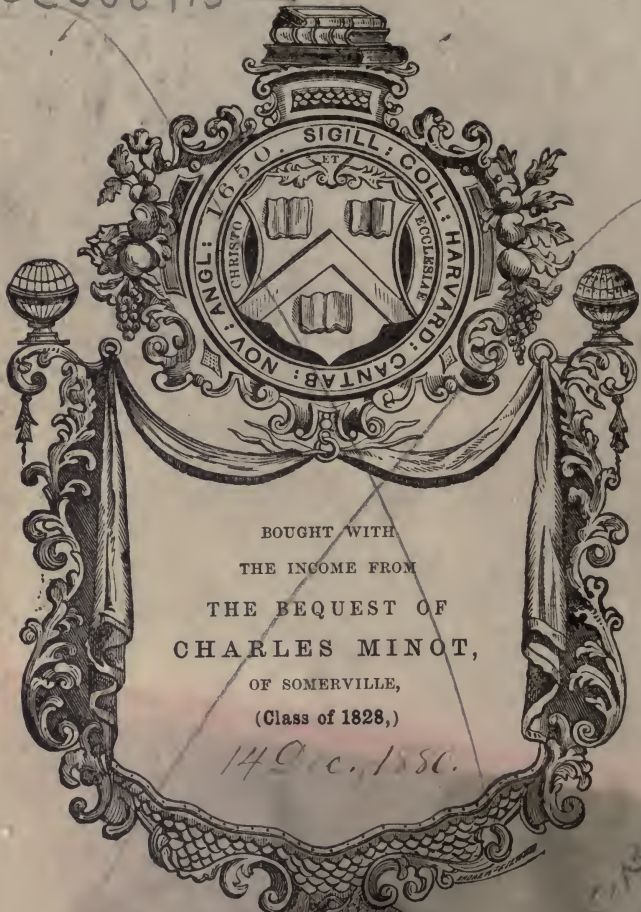 1650. SIGILL: COLL: HARVARD: CANTAB: NOV: ANGL:
ET
CHRISTO
ECCLESIAE
BOUGHT WITH
THE INCOME FROM
THE BEQUEST OF
CHARLES MINOT,
OF SOMERVILLE,
(Class of 1828,)
14 Dec., 1880.